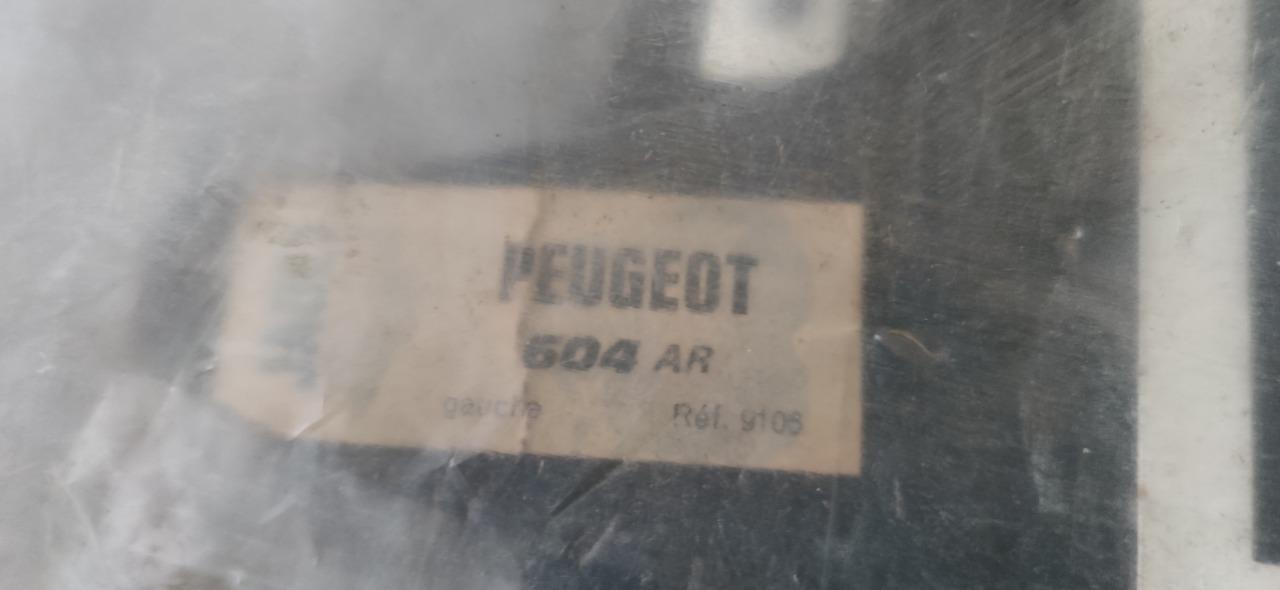 PEUGEOT
604 AR
gauche Réf. 9106